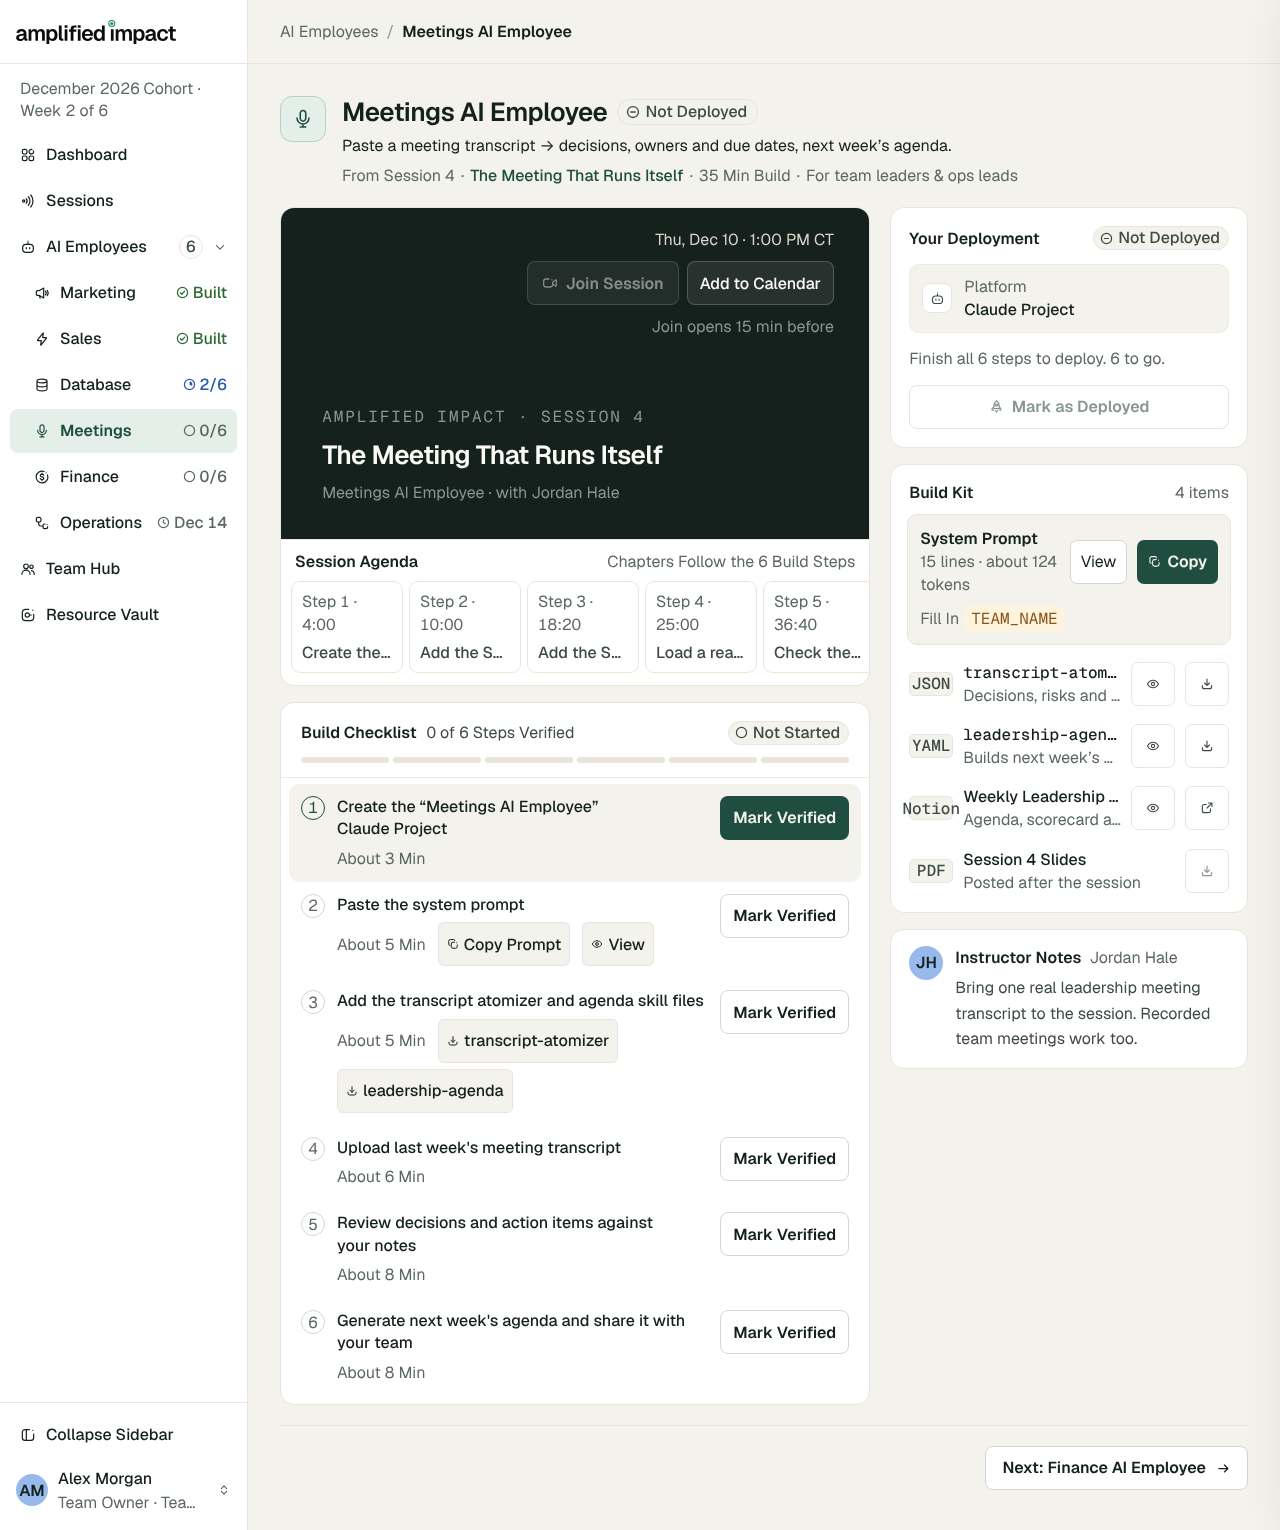 amplified impact
December 2026 Cohort ·
Week 2 of 6
Dashboard
Sessions
AI Employees 6
Marketing Built
Sales Built
Database 2/6
Meetings 0/6
Finance 0/6
Operations Dec 14
Team Hub
Resource Vault
Collapse Sidebar
AM
Alex Morgan
Team Owner · Tea...
AI Employees / Meetings AI Employee
Meetings AI Employee Not Deployed
Paste a meeting transcript → decisions, owners and due dates, next week’s agenda.
From Session 4 · The Meeting That Runs Itself · 35 Min Build · For team leaders & ops leads
Thu, Dec 10 · 1:00 PM CT
Join Session Add to Calendar
Join opens 15 min before
AMPLIFIED IMPACT · SESSION 4
The Meeting That Runs Itself
Meetings AI Employee · with Jordan Hale
Session Agenda Chapters Follow the 6 Build Steps
Step 1 ·
4:00
Create the...
Step 2 ·
10:00
Add the S...
Step 3 ·
18:20
Add the S...
Step 4 ·
25:00
Load a rea...
Step 5 ·
36:40
Check the...
Build Checklist 0 of 6 Steps Verified Not Started
1 Create the “Meetings AI Employee”
Claude Project
About 3 Min
Mark Verified
2 Paste the system prompt
About 5 Min Copy Prompt View
Mark Verified
3 Add the transcript atomizer and agenda skill files
About 5 Min transcript-atomizer
leadership-agenda
Mark Verified
4 Upload last week's meeting transcript
About 6 Min
Mark Verified
5 Review decisions and action items against
your notes
About 8 Min
Mark Verified
6 Generate next week's agenda and share it with
your team
About 8 Min
Mark Verified
Your Deployment Not Deployed
Platform
Claude Project
Finish all 6 steps to deploy. 6 to go.
Mark as Deployed
Build Kit 4 items
System Prompt
15 lines · about 124
tokens
View Copy
Fill In TEAM_NAME
JSON transcript-atom...
Decisions, risks and ...
YAML leadership-agen...
Builds next week’s ...
Notion Weekly Leadership ...
Agenda, scorecard a...
PDF Session 4 Slides
Posted after the session
JH
Instructor Notes Jordan Hale
Bring one real leadership meeting
transcript to the session. Recorded
team meetings work too.
Next: Finance AI Employee →